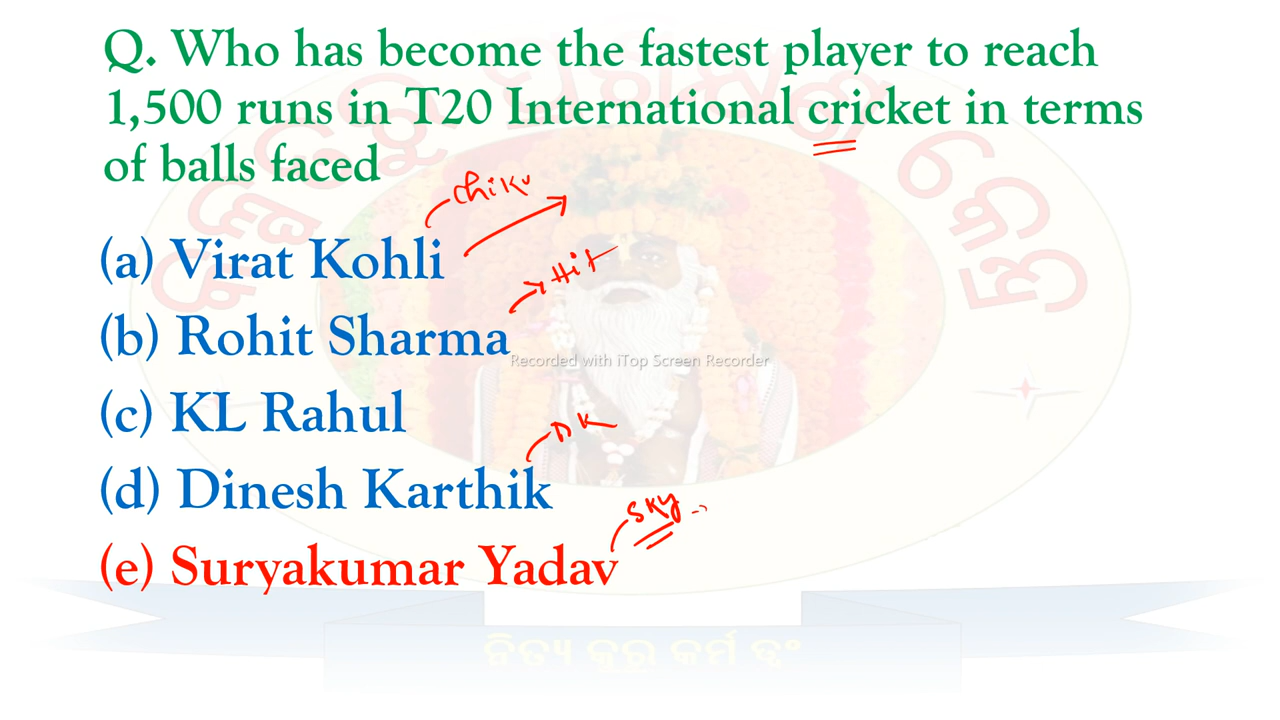 Q. Who has become the fastest player to reach
1,500 runs in T20 International cricket in terms
of balls faced
Chiku
(a) Virat Kohli
Hit
(b) Rohit Sharma
Recorded with iTop Screen Recorder
(c) KL Rahul
DK
(d) Dinesh Karthik
SKY
(e) Suryakumar Yadav